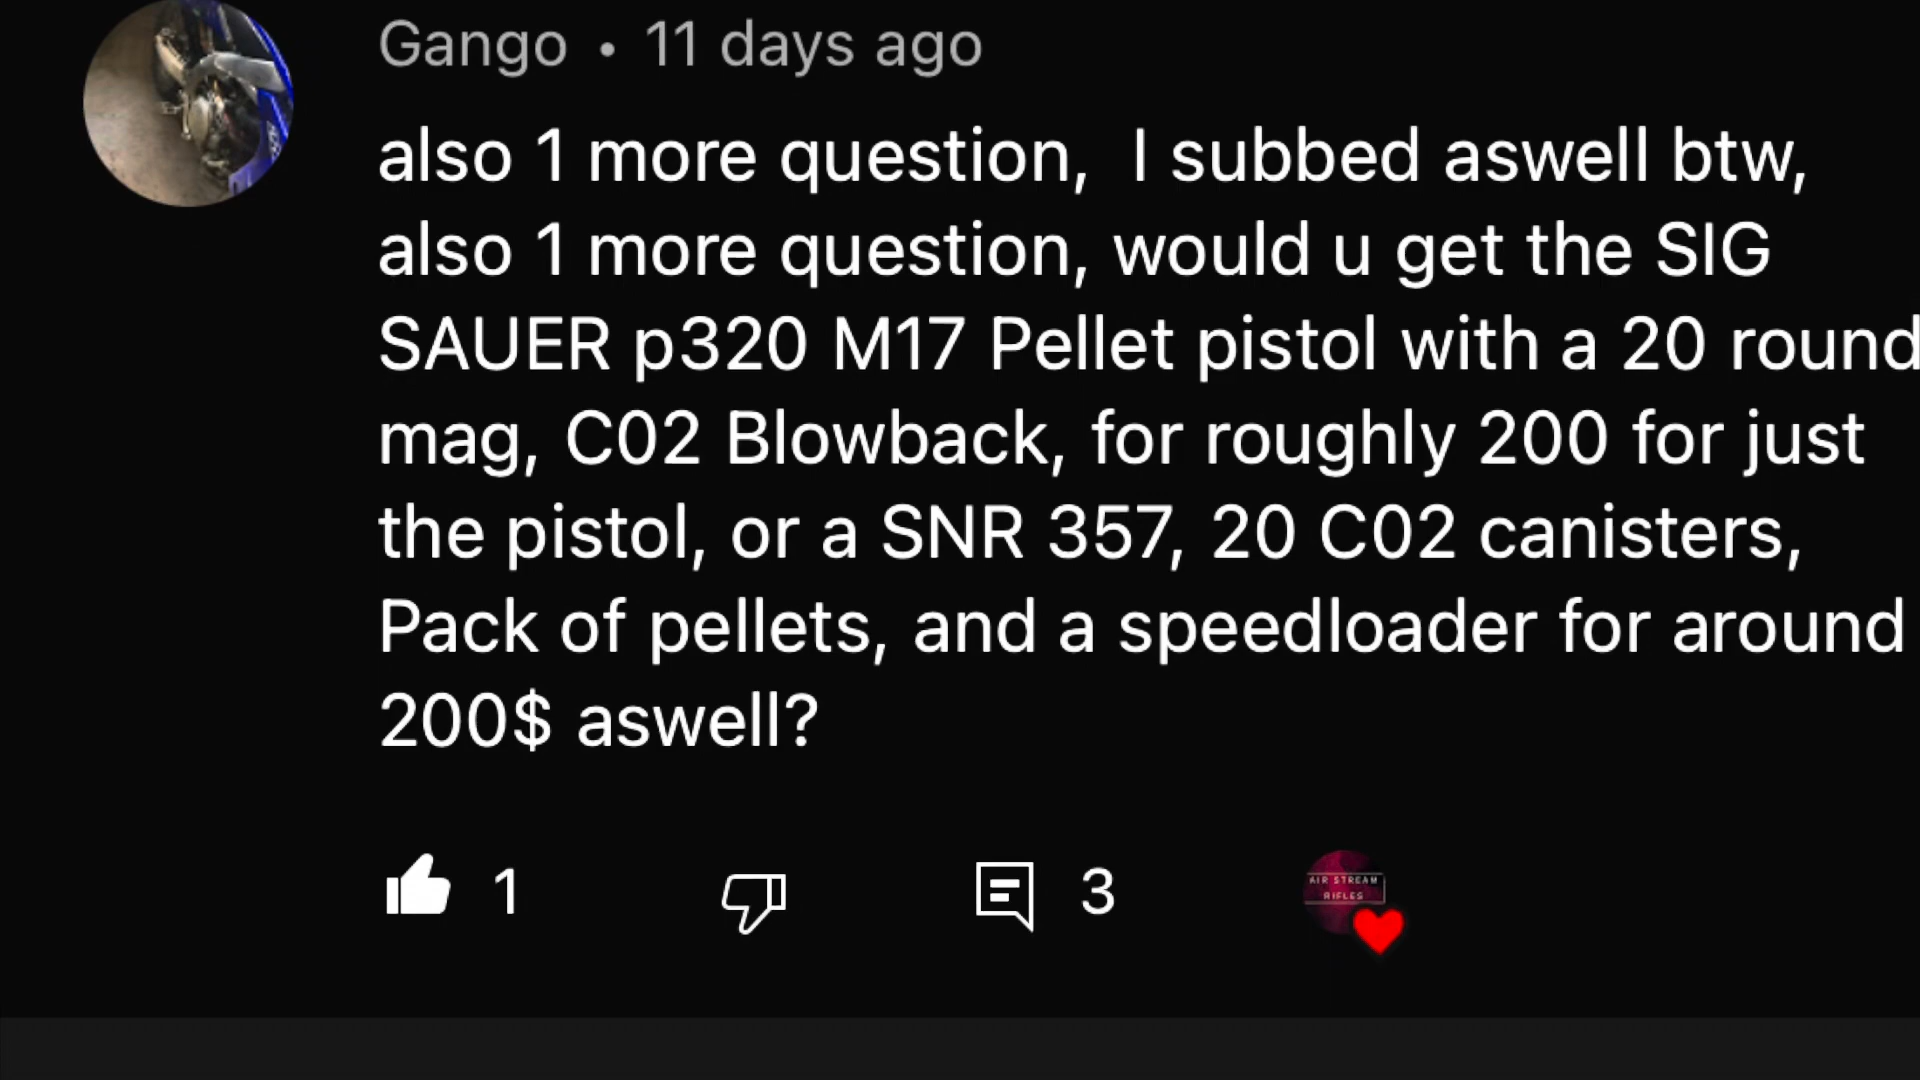 Gango • 11 days ago
also 1 more question,  I subbed aswell btw,
also 1 more question, would u get the SIG
SAUER p320 M17 Pellet pistol with a 20 round
mag, C02 Blowback, for roughly 200 for just
the pistol, or a SNR 357, 20 C02 canisters,
Pack of pellets, and a speedloader for around
200$ aswell?
1
3
AIR STREAM
RIFLES